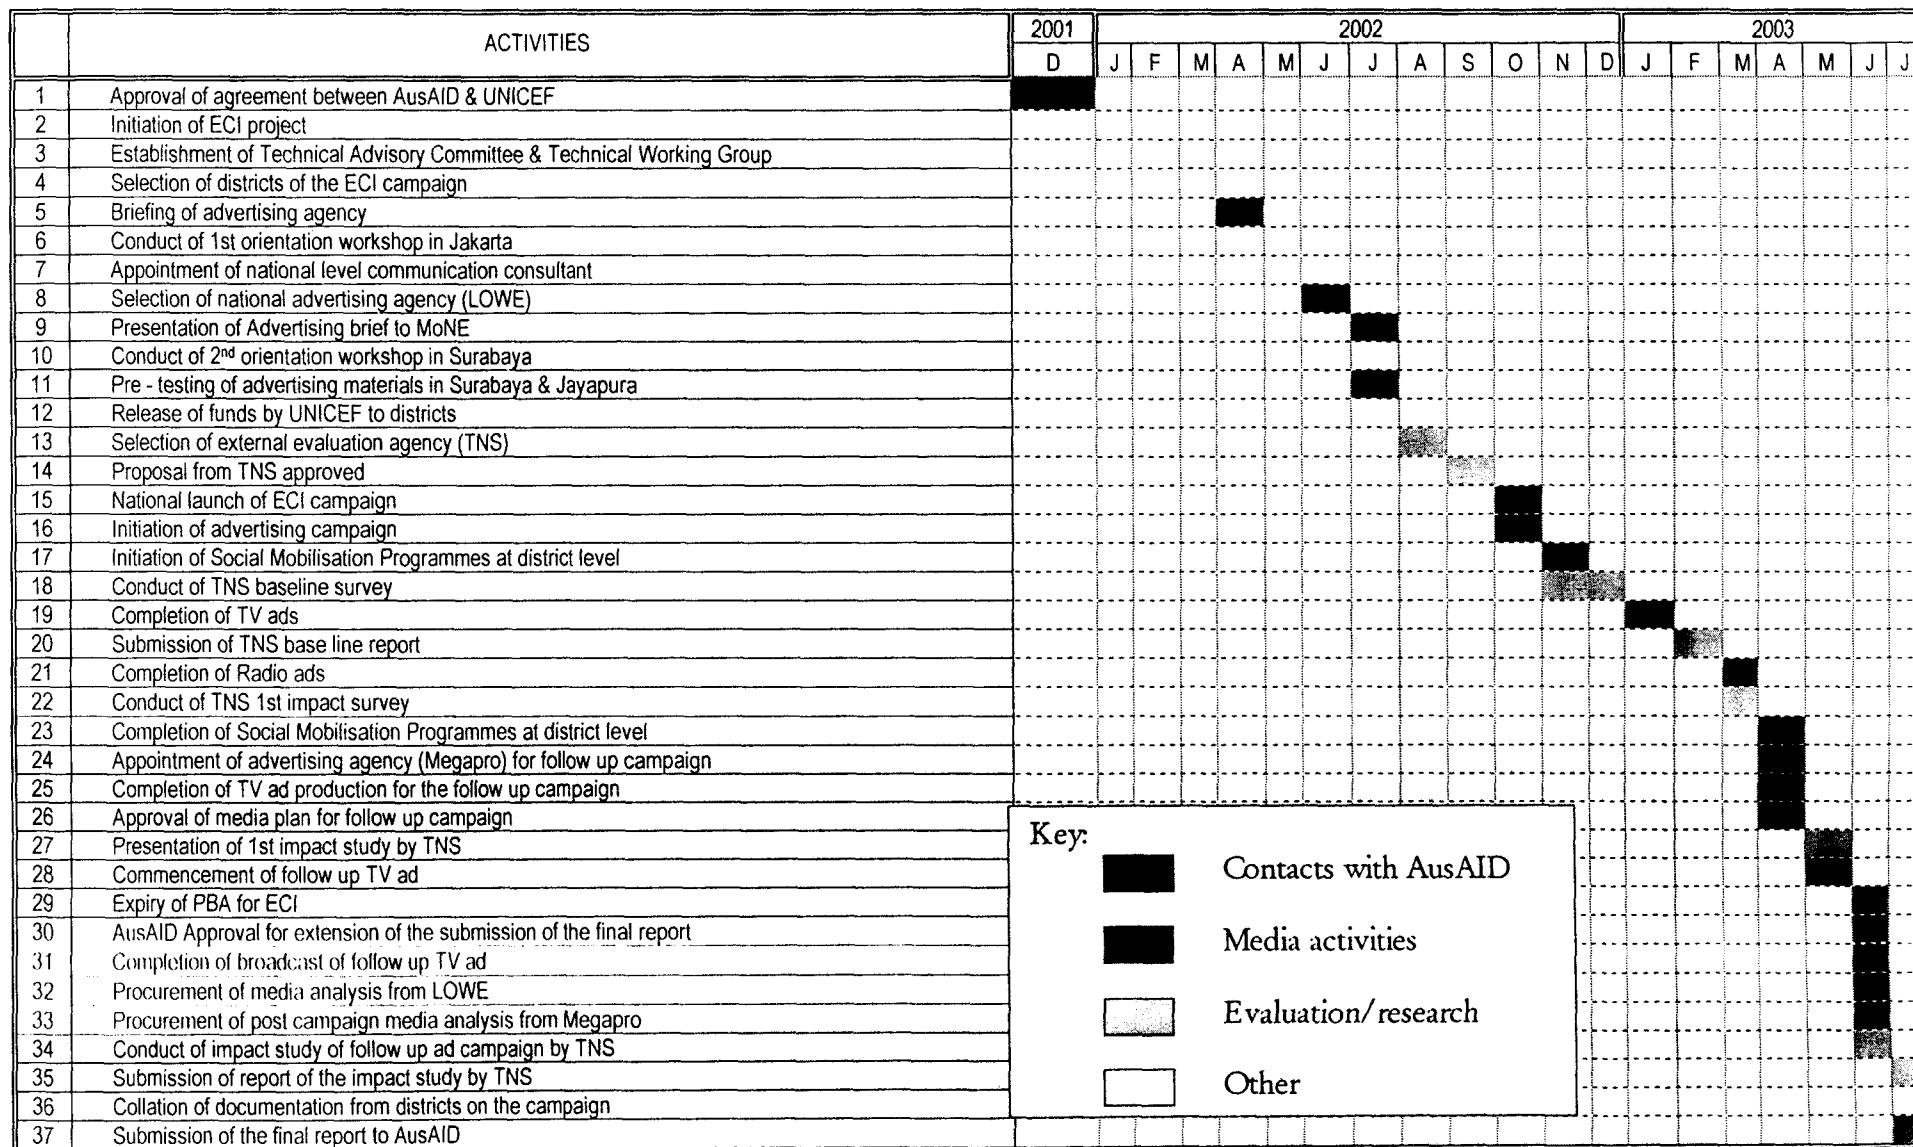 ACTIVITIES 2001 2002 2003
D J F M A M J J A S O N D J F M A M J J
1 Approval of agreement between AusAID & UNICEF
2 Initiation of ECI project
3 Establishment of Technical Advisory Committee & Technical Working Group
4 Selection of districts of the ECI campaign
5 Briefing of advertising agency
6 Conduct of 1st orientation workshop in Jakarta
7 Appointment of national level communication consultant
8 Selection of national advertising agency (LOWE)
9 Presentation of Advertising brief to MoNE
10 Conduct of 2nd orientation workshop in Surabaya
11 Pre - testing of advertising materials in Surabaya & Jayapura
12 Release of funds by UNICEF to districts
13 Selection of external evaluation agency (TNS)
14 Proposal from TNS approved
15 National launch of ECI campaign
16 Initiation of advertising campaign
17 Initiation of Social Mobilisation Programmes at district level
18 Conduct of TNS baseline survey
19 Completion of TV ads
20 Submission of TNS base line report
21 Completion of Radio ads
22 Conduct of TNS 1st impact survey
23 Completion of Social Mobilisation Programmes at district level
24 Appointment of advertising agency (Megapro) for follow up campaign
25 Completion of TV ad production for the follow up campaign
26 Approval of media plan for follow up campaign
27 Presentation of 1st impact study by TNS
28 Commencement of follow up TV ad
29 Expiry of PBA for ECI
30 AusAID Approval for extension of the submission of the final report
31 Completion of broadcast of follow up TV ad
32 Procurement of media analysis from LOWE
33 Procurement of post campaign media analysis from Megapro
34 Conduct of impact study of follow up ad campaign by TNS
35 Submission of report of the impact study by TNS
36 Collation of documentation from districts on the campaign
37 Submission of the final report to AusAID
Key:
Contacts with AusAID
Media activities
Evaluation/research
Other